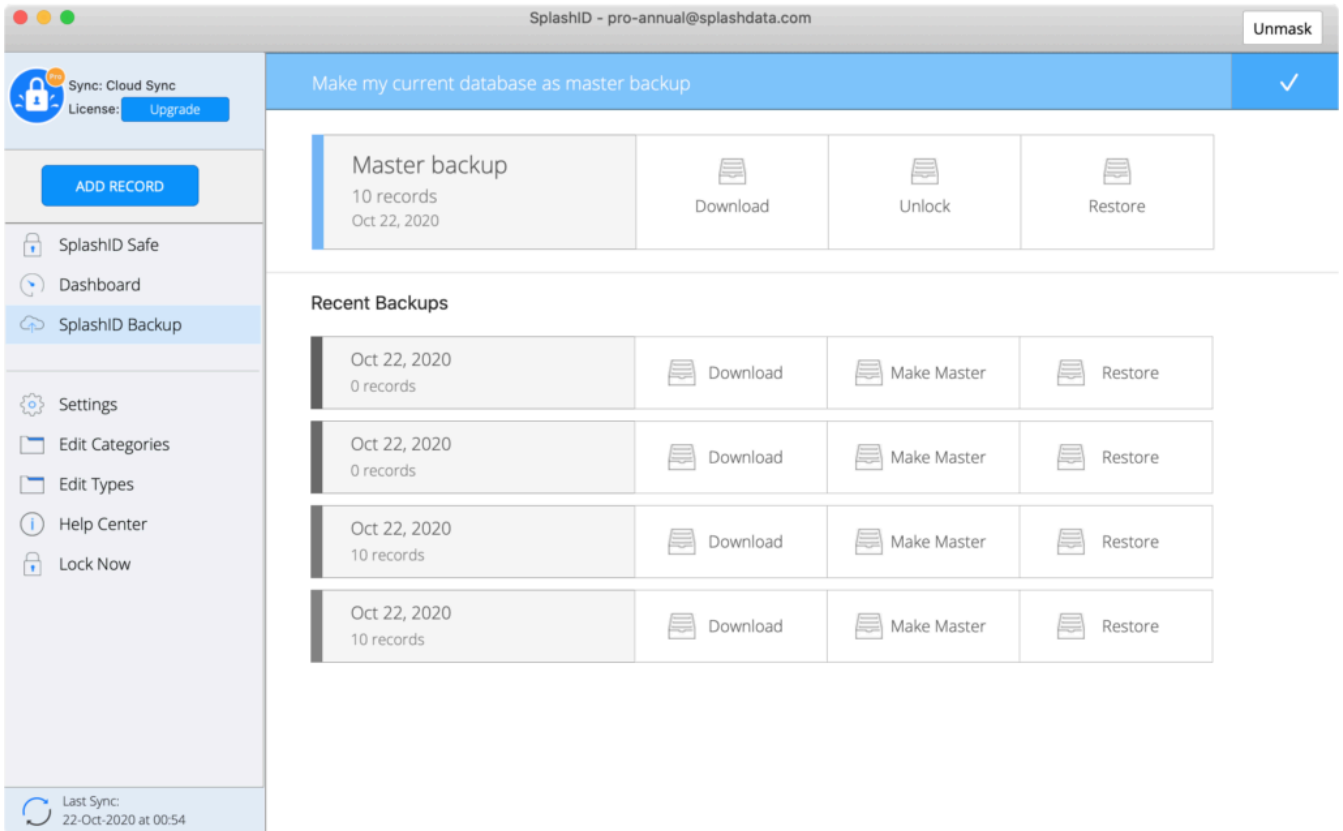 SplashID - pro-annual@splashdata.com
Unmask
Pro
Sync: Cloud Sync
License: Upgrade
Make my current database as master backup
ADD RECORD
Master backup
10 records
Oct 22, 2020
Download
Unlock
Restore
SplashID Safe
Dashboard
SplashID Backup
Settings
Edit Categories
Edit Types
Help Center
Lock Now
Recent Backups
Oct 22, 2020
0 records
Download
Make Master
Restore
Oct 22, 2020
0 records
Download
Make Master
Restore
Oct 22, 2020
10 records
Download
Make Master
Restore
Oct 22, 2020
10 records
Download
Make Master
Restore
Last Sync:
22-Oct-2020 at 00:54